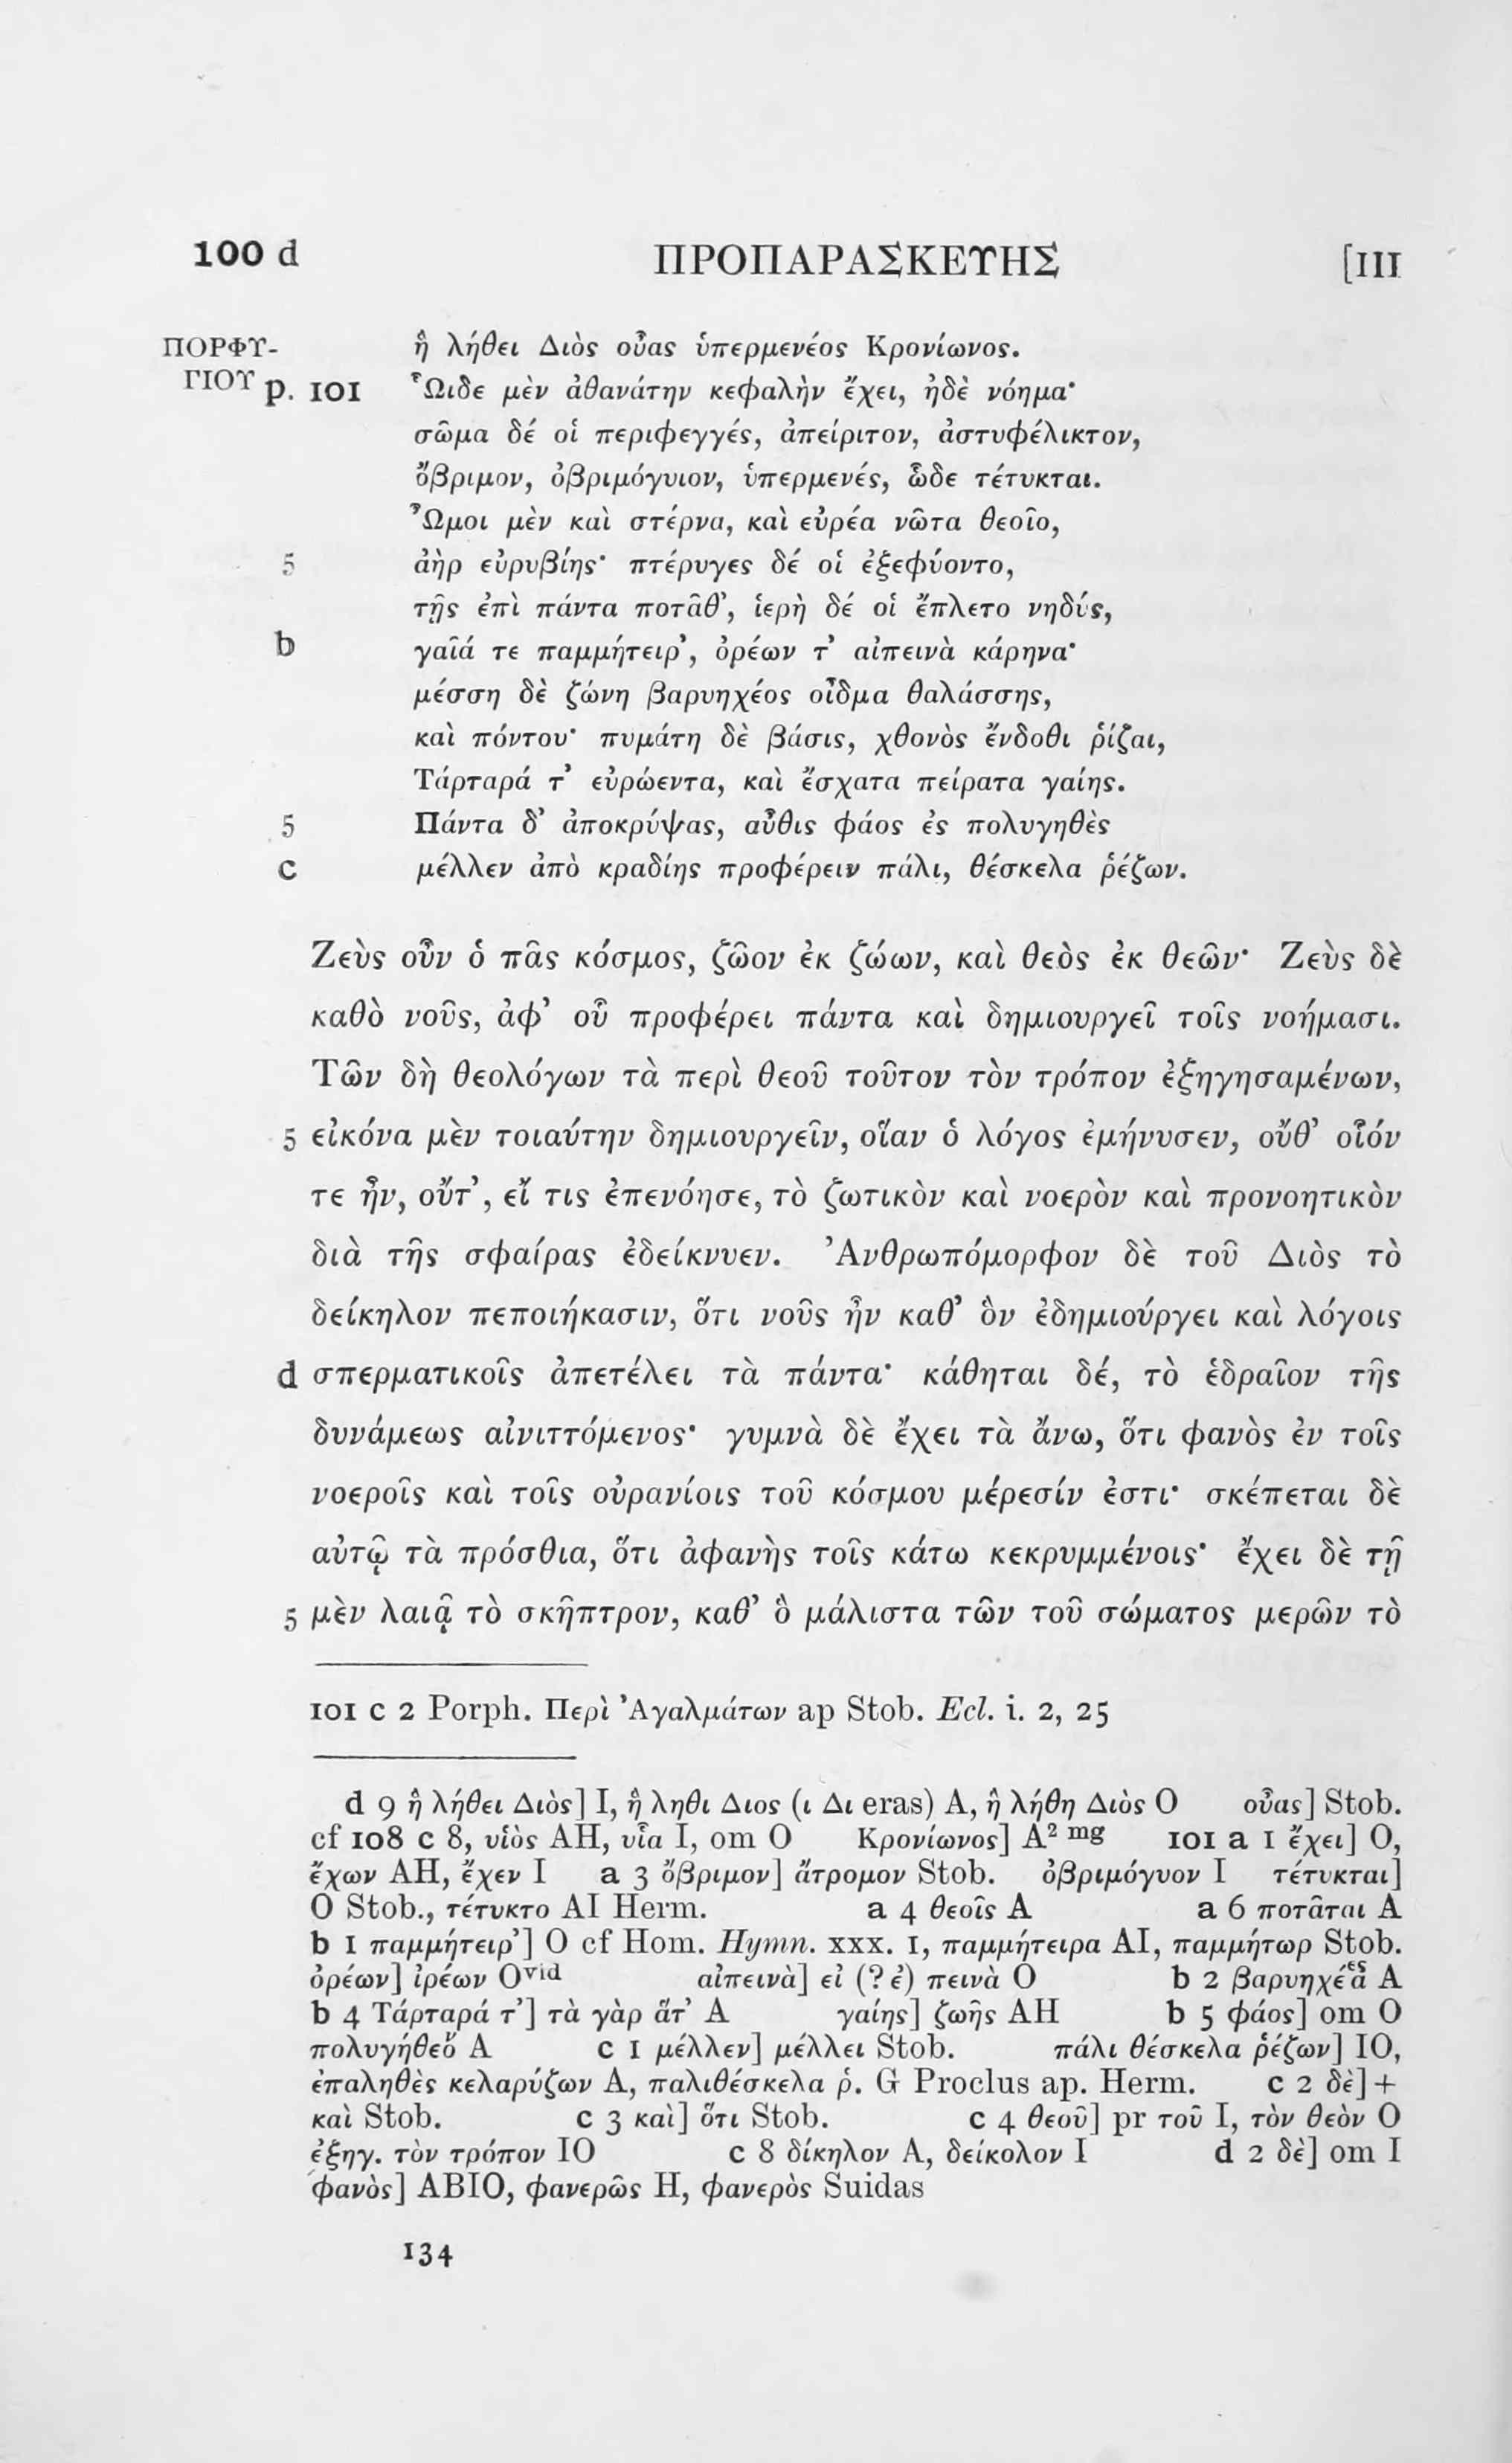 100 d ΠΡΟΠΑΡΑΣΚΕΥΗΣ [III
ΠΟΡΦΥ- ἢ λήθει Διὸς οὖας ὑπερμενέος Κρονίωνος.
ΡΙΟΥ p. 101 Ὧιδε μὲν ἀθανάτην κεφαλὴν ἔχει, ἠδὲ νόημα·
σῶμα δέ οἱ περιφεγγές, ἀπείριτον, ἀστυφέλικτον,
ὄβριμον, ὀβριμόγυιον, ὑπερμενές, ὧδε τέτυκται.
Ὦμοι μὲν καὶ στέρνα, καὶ εὐρέα νῶτα θεοῖο,
5 ἀὴρ εὐρυβίης· πτέρυγες δέ οἱ ἐξεφύοντο,
τῇς ἐπὶ πάντα ποτᾶθ’, ἱερὴ δέ οἱ ἔπλετο νηδύς,
b γαῖά τε παμμήτειρ’, ὀρέων τ’ αἰπεινὰ κάρηνα·
μέσση δὲ ζώνη βαρυηχέος οἶδμα θαλάσσης,
καὶ πόντου· πυμάτη δὲ βάσις, χθονὸς ἔνδοθι ῥίζαι,
Τάρταρά τ’ εὐρώεντα, καὶ ἔσχατα πείρατα γαίης.
5 Πάντα δ’ ἀποκρύψας, αὖθις φάος ἐς πολυγηθὲς
c μέλλεν ἀπὸ κραδίης προφέρειν πάλι, θέσκελα ῥέζων.
Ζεὺς οὖν ὁ πᾶς κόσμος, ζῶον ἐκ ζώων, καὶ θεὸς ἐκ θεῶν· Ζεὺς δὲ
καθὸ νοῦς, ἀφ’ οὗ προφέρει πάντα καὶ δημιουργεῖ τοῖς νοήμασι.
Τῶν δὴ θεολόγων τὰ περὶ θεοῦ τοῦτον τὸν τρόπον ἐξηγησαμένων,
5 εἰκόνα μὲν τοιαύτην δημιουργεῖν, οἵαν ὁ λόγος ἐμήνυσεν, οὔθ’ οἷόν
τε ἦν, οὔτ’, εἴ τις ἐπενόησε, τὸ ζωτικὸν καὶ νοερὸν καὶ προνοητικὸν
διὰ τῆς σφαίρας ἐδείκνυεν. Ἀνθρωπόμορφον δὲ τοῦ Διὸς τὸ
δείκηλον πεποιήκασιν, ὅτι νοῦς ἦν καθ’ ὃν ἐδημιούργει καὶ λόγοις
d σπερματικοῖς ἀπετέλει τὰ πάντα· κάθηται δέ, τὸ ἑδραῖον τῆς
δυνάμεως αἰνιττόμενος· γυμνὰ δὲ ἔχει τὰ ἄνω, ὅτι φανὸς ἐν τοῖς
νοεροῖς καὶ τοῖς οὐρανίοις τοῦ κόσμου μέρεσίν ἐστι· σκέπεται δὲ
αὐτῷ τὰ πρόσθια, ὅτι ἀφανὴς τοῖς κάτω κεκρυμμένοις· ἔχει δὲ τῇ
5 μὲν λαιᾷ τὸ σκῆπτρον, καθ’ ὃ μάλιστα τῶν τοῦ σώματος μερῶν τὸ
101 c 2 Porph. Περὶ Ἀγαλμάτων ap Stob. Ecl. i. 2, 25
d 9 ἢ λήθει Διὸς] I, ἢ ληθι Διος (ι Δι eras) A, ἢ λήθη Διὸς O οὖας] Stob.
cf 108 c 8, υἱὸς AH, υἷα I, om O Κρονίωνος] A² mg 101 a 1 ἔχει] O,
ἔχων AH, ἔχεν I a 3 ὄβριμον] ἄτρομον Stob. ὀβριμόγυον I τέτυκται]
O Stob., τέτυκτο AI Herm. a 4 θεοῖς A a 6 ποτᾶται A
b 1 παμμήτειρ’] O cf Hom. Hymn. xxx. 1, παμμήτειρα AI, παμμήτωρ Stob.
ὀρέων] ἰρέων Ovid αἰπεινὰ] εἰ (? ἐ) πεινὰ O b 2 βαρυηχέᾶες A
b 4 Τάρταρά τ’] τὰ γὰρ ἅτ’ A γαίης] ζωῆς AH b 5 φάος] om O
πολυγήθεὅ A c 1 μέλλεν] μέλλει Stob. πάλι θέσκελα ῥέζων] IO,
ἐπαληθὲς κελαρύζων A, παλιθέσκελα ῥ. G Proclus ap. Herm. c 2 δὲ] +
καὶ Stob. c 3 καὶ] ὅτι Stob. c 4 θεοῦ] pr τοῦ I, τὸν θεὸν O
ἐξηγ. τὸν τρόπον IO c 8 δίκηλον A, δείκολον I d 2 δὲ] om I
φανὸς] ABIO, φανερῶς H, φανερὸς Suidas
134